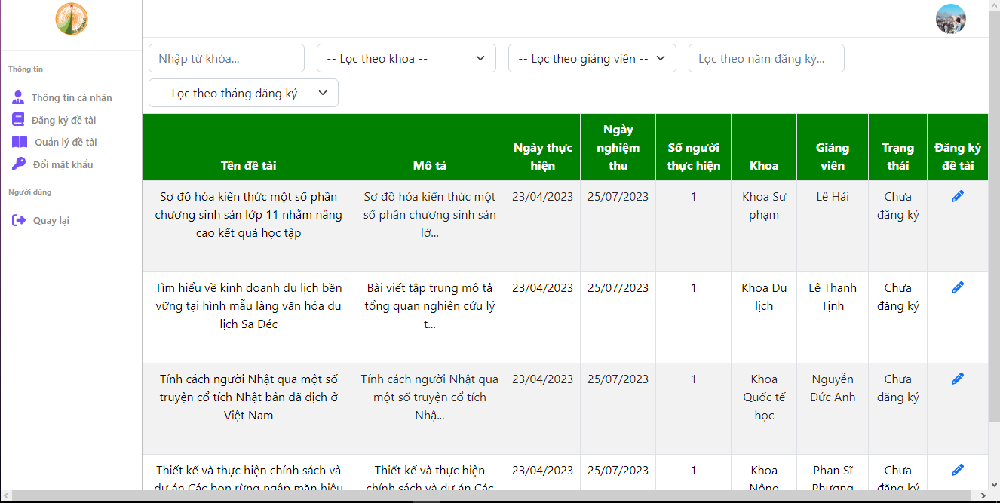 Thông tin
Thông tin cá nhân
Đăng ký đề tài
Quản lý đề tài
Đổi mật khẩu
Người dùng
Quay lại
Nhập từ khóa...
-- Lọc theo khoa --
-- Lọc theo giảng viên --
Lọc theo năm đăng ký...
-- Lọc theo tháng đăng ký --
Tên đề tài
Mô tả
Ngày thực
hiện
Ngày
nghiệm
thu
Số người
thực hiện
Khoa
Giảng
viên
Trạng
thái
Đăng ký
đề tài
Sơ đồ hóa kiến thức một số phần
chương sinh sản lớp 11 nhằm nâng
cao kết quả học tập
Sơ đồ hóa kiến thức một
số phần chương sinh sản
lớ...
23/04/2023
25/07/2023
1
Khoa Sư
phạm
Lê Hải
Chưa
đăng ký
Tìm hiểu về kinh doanh du lịch bền
vững tại hình mẫu làng văn hóa du
lịch Sa Đéc
Bài viết tập trung mô tả
tổng quan nghiên cứu lý
t...
23/04/2023
25/07/2023
1
Khoa Du
lịch
Lê Thanh
Tịnh
Chưa
đăng ký
Tính cách người Nhật qua một số
truyện cổ tích Nhật bản đã dịch ở
Việt Nam
Tính cách người Nhật qua
một số truyện cổ tích
Nhậ...
23/04/2023
25/07/2023
1
Khoa
Quốc tế
học
Nguyễn
Đức Anh
Chưa
đăng ký
Thiết kế và thực hiện chính sách và
dự án Các bon rừng ngập mặn hiệu
Thiết kế và thực hiện
chính sách và dự án Các
23/04/2023
25/07/2023
1
Khoa
Nông
Phan Sĩ
Phương
Chưa
đăng ký